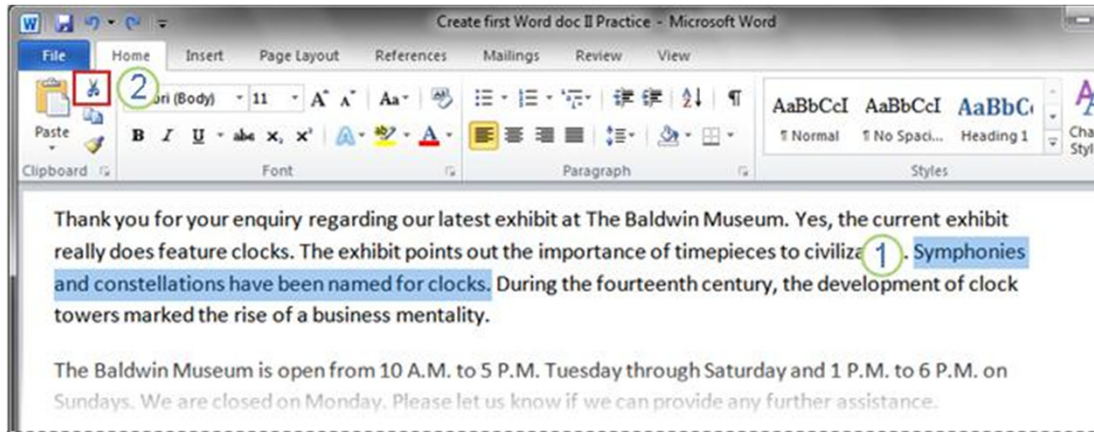 Create first Word doc II Practice - Microsoft Word
File Home Insert Page Layout References Mailings Review View
2 (Body) 11 A A Aa
Paste B I U abe x, x² A A
AaBbCcI AaBbCcI AaBbC
¶ Normal ¶ No Spaci... Heading 1
Clipboard Font Paragraph Styles
Thank you for your enquiry regarding our latest exhibit at The Baldwin Museum. Yes, the current exhibit
really does feature clocks. The exhibit points out the importance of timepieces to 1 . Symphonies
and constellations have been named for clocks. During the fourteenth century, the development of clock
towers marked the rise of a business mentality.
The Baldwin Museum is open from 10 A.M. to 5 P.M. Tuesday through Saturday and 1 P.M. to 6 P.M. on
Sundays. We are closed on Monday. Please let us know if we can provide any further assistance.